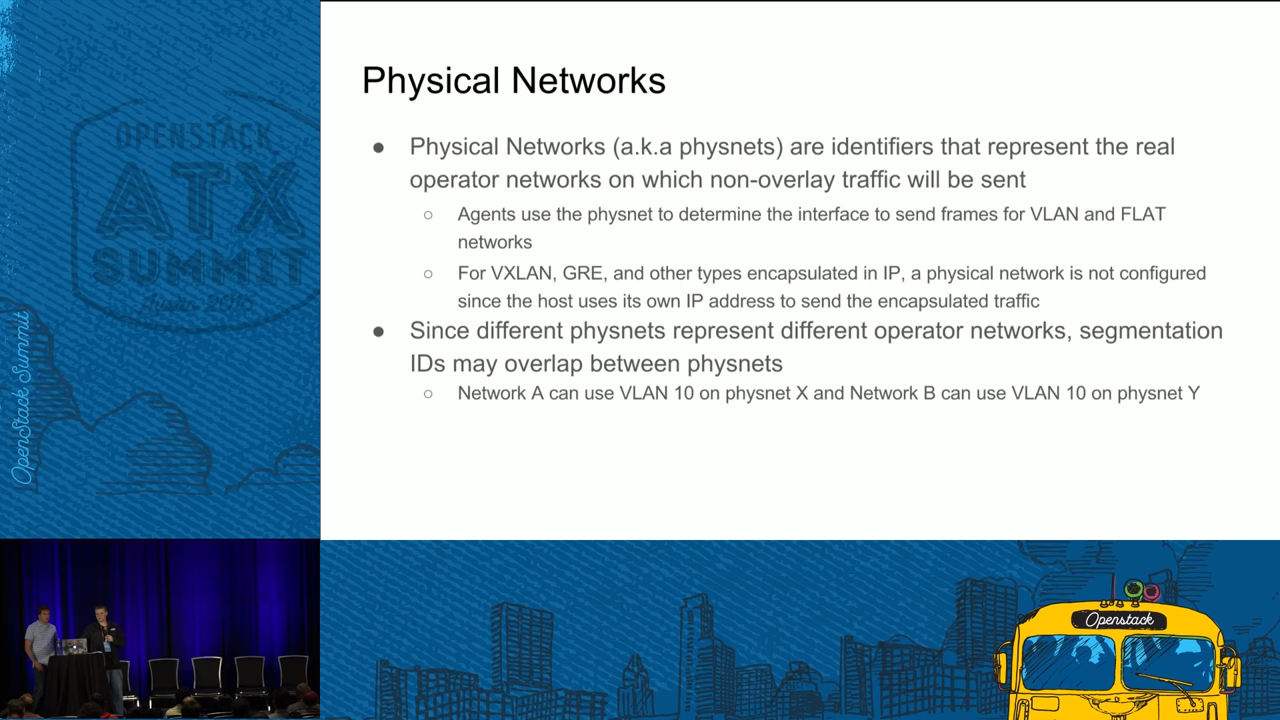 Physical Networks
● Physical Networks (a.k.a physnets) are identifiers that represent the real
operator networks on which non-overlay traffic will be sent
○ Agents use the physnet to determine the interface to send frames for VLAN and FLAT
networks
○ For VXLAN, GRE, and other types encapsulated in IP, a physical network is not configured
since the host uses its own IP address to send the encapsulated traffic
● Since different physnets represent different operator networks, segmentation
IDs may overlap between physnets
○ Network A can use VLAN 10 on physnet X and Network B can use VLAN 10 on physnet Y
OPENSTACK
ATX
SUMMIT
OpenStack Summit
Openstack